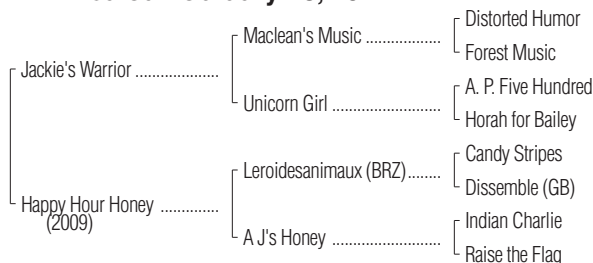 Distorted Humor
Maclean's Music ..................
Forest Music
Jackie's Warrior ....................
A. P. Five Hundred
Unicorn Girl ..........................
Horah for Bailey
Candy Stripes
Leroidesanimaux (BRZ)........
Dissemble (GB)
Happy Hour Honey ..............
(2009)
Indian Charlie
A J's Honey ..........................
Raise the Flag